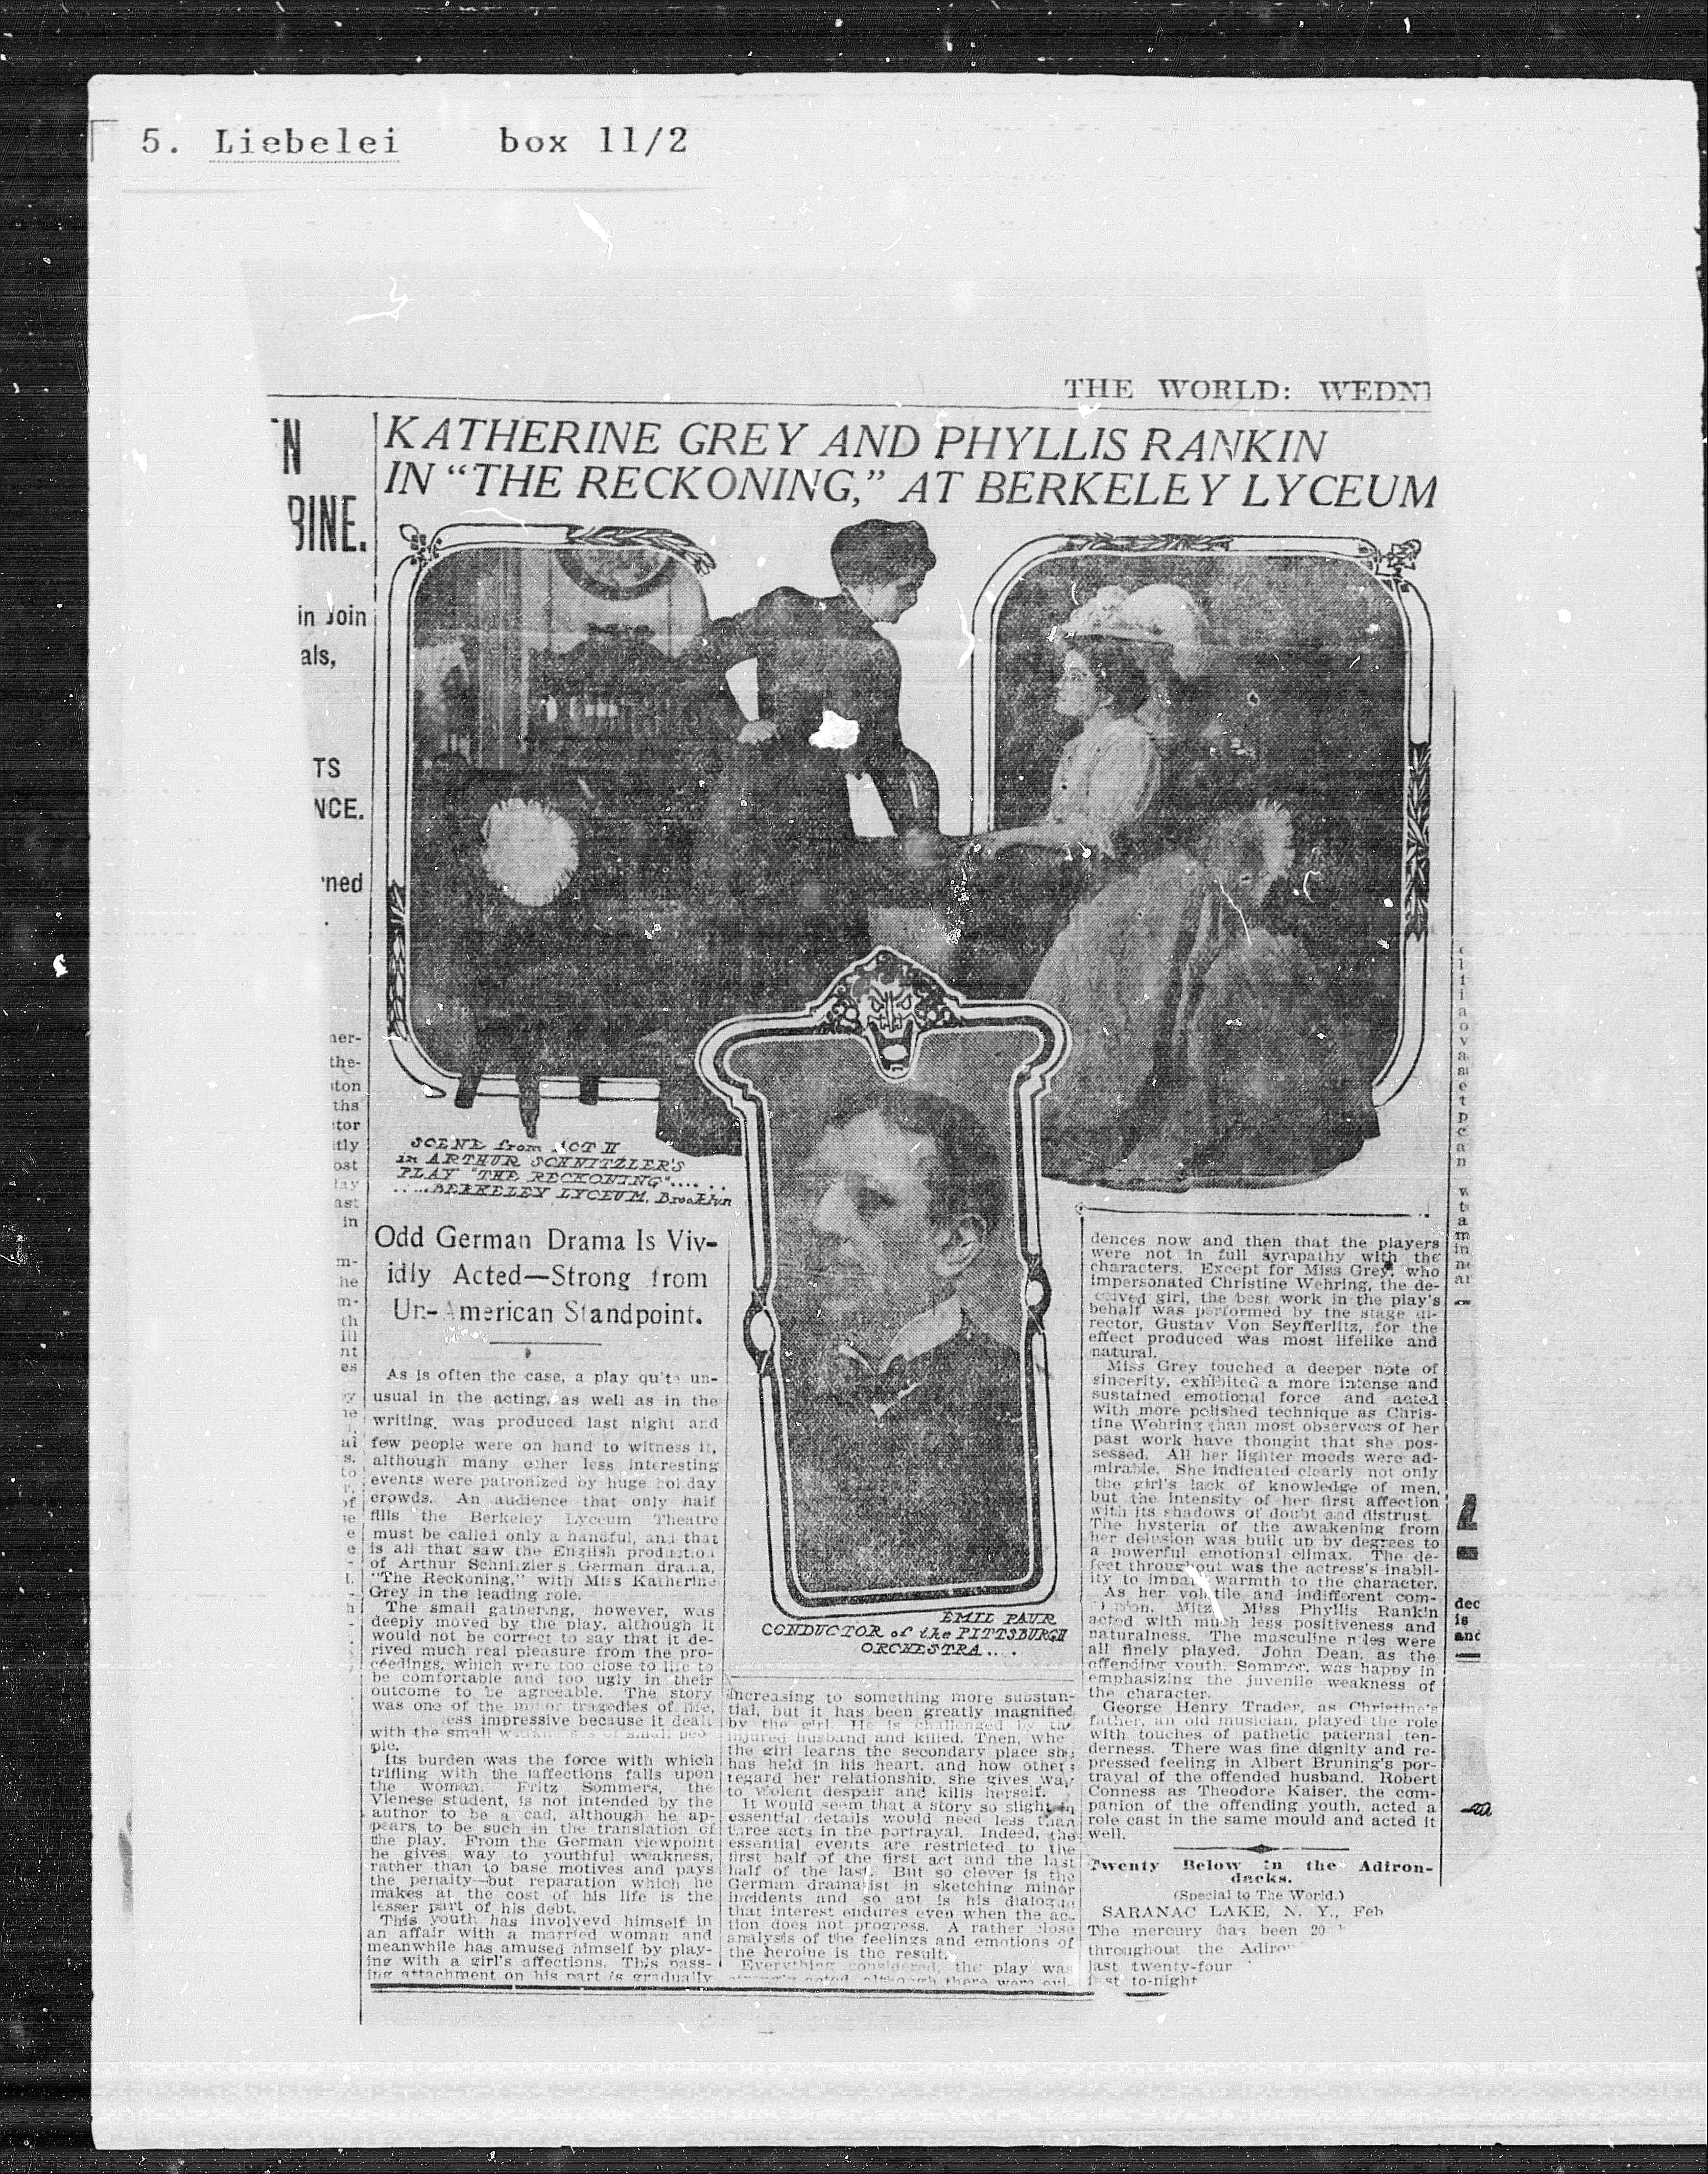 5. Liebelei box 11/2
THE WORLD: WEDN
N
BINE.
in Join
als,
TS
NCE.
rned
KATHERINE GREY AND PHYLLIS RANKIN
IN "THE RECKONING," AT BERKELEY LYCEUM
SCENE from ACT II
in ARTHUR SCHNITZLER'S
PLAY "THE RECKONING".... . .
.....BERKELEY LYCEUM, Brooklyn
Odd German Drama Is Viv-
idly Acted—Strong from
Un-American Standpoint.
As is often the case, a play quite un-
usual in the acting, as well as in the
writing, was produced last night and
few people were on hand to witness it,
although many other less interesting
events were patronized by huge holiday
crowds. An audience that only half
fills the Berkeley Lyceum Theatre
must be called only a handful, and that
is all that saw the English production
of Arthur Schnitzler's German drama,
"The Reckoning," with Miss Katherine
Grey in the leading role.
The small gathering, however, was
deeply moved by the play, although it
would not be correct to say that it de-
rived much real pleasure from the pro-
ceedings, which were too close to life to
be comfortable and too ugly in their
outcome to be agreeable. The story
was one of the minor tragedies of life,
less impressive because it dealt
with the small weaknesses of small peo-
ple.
Its burden was the force with which
trifling with the affections falls upon
the woman. Fritz Sommers, the
Vienese student, is not intended by the
author to be a cad, although he ap-
pears to be such in the translation of
the play. From the German viewpoint
he gives way to youthful weakness,
rather than to base motives and pays
the penalty—but reparation which he
makes at the cost of his life is the
lesser part of his debt.
This youth has involvevd himself in
an affair with a married woman and
meanwhile has amused himself by play-
ing with a girl's affections. This pass-
ing attachment on his part is gradually
EMIL PAUR
CONDUCTOR of the PITTSBURGH
ORCHESTRA... .
increasing to something more substan-
tial, but it has been greatly magnified
by the girl. He is challenged by the
injured husband and killed. Then, when
the girl learns the secondary place she
has held in his heart, and how others
regard her relationship, she gives way
to violent despair and kills herself.
It would seem that a story so slight in
essential details would need less than
three acts in the portrayal. Indeed, the
essential events are restricted to the
first half of the first act and the last
half of the last. But so clever is the
German dramatist in sketching minor
incidents and so apt is his dialogue
that interest endures even when the ac-
tion does not progress. A rather close
analysis of the feelings and emotions of
the heroine is the result.
Everything considered, the play was
strongly acted, although there were evi-
dences now and then that the players
were not in full sympathy with the
characters. Except for Miss Grey, who
impersonated Christine Wehring, the de-
ceived girl, the best work in the play's
behalf was performed by the stage di-
rector, Gustav Von Seyfferlitz, for the
effect produced was most lifelike and
natural.
Miss Grey touched a deeper note of
sincerity, exhibited a more intense and
sustained emotional force and acted
with more polished technique as Chris-
tine Wehring than most observers of her
past work have thought that she pos-
sessed. All her lighter moods were ad-
mirable. She indicated clearly not only
the girl's lack of knowledge of men,
but the intensity of her first affection
with its shadows of doubt and distrust.
The hysteria of the awakening from
her delusion was built up by degrees to
a powerful emotional climax. The de-
fect throughout was the actress's inabil-
ity to impart warmth to the character.
As her volatile and indifferent com-
panion, Mitzi, Miss Phyllis Rankin
acted with much less positiveness and
naturalness. The masculine roles were
all finely played. John Dean, as the
offending youth, Sommer, was happy in
emphasizing the juvenile weakness of
the character.
George Henry Trader, as Christine's
father, an old musician, played the role
with touches of pathetic paternal ten-
derness. There was fine dignity and re-
pressed feeling in Albert Bruning's por-
trayal of the offended husband. Robert
Conness as Theodore Kaiser, the com-
panion of the offending youth, acted a
role cast in the same mould and acted it
well.
Twenty Below in the Adiron-
dacks.
(Special to The World.)
SARANAC LAKE, N. Y., Feb
The mercury has been 20
throughout the Adiron
last twenty-four
to-night
dec
is
and